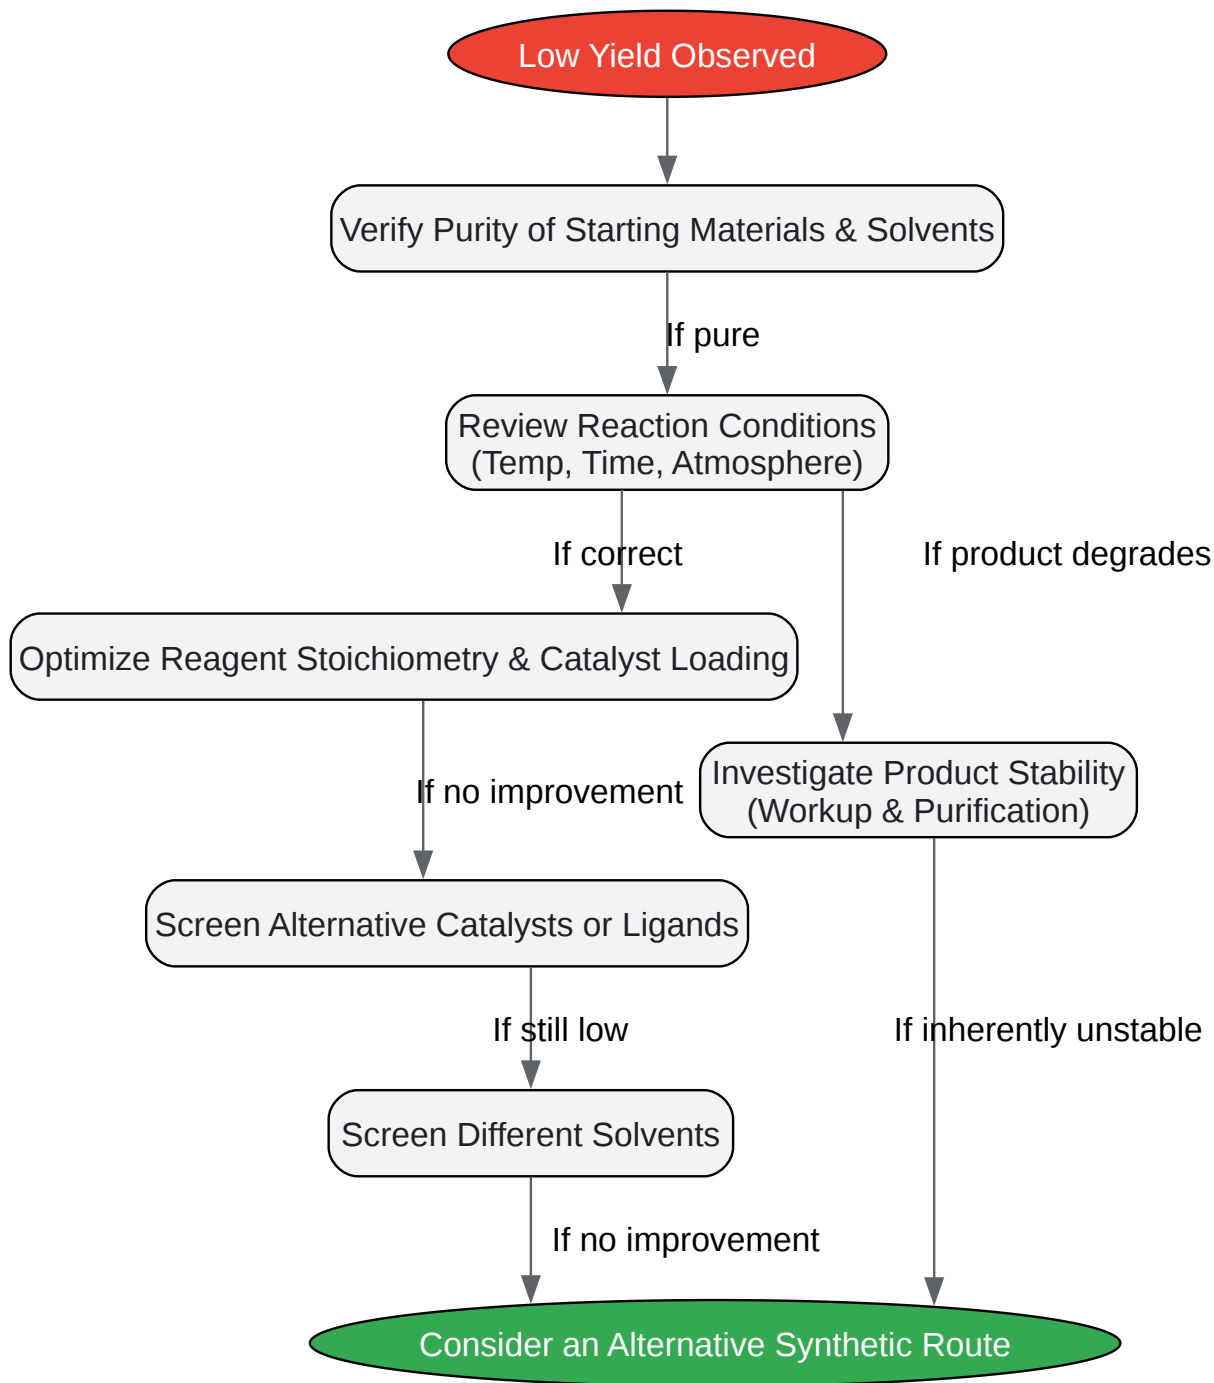 Low Yield Observed
Verify Purity of Starting Materials & Solvents
If pure
Review Reaction Conditions
(Temp, Time, Atmosphere)
If correct
If product degrades
Optimize Reagent Stoichiometry & Catalyst Loading
Investigate Product Stability
(Workup & Purification)
If no improvement
Screen Alternative Catalysts or Ligands
If still low
If inherently unstable
Screen Different Solvents
If no improvement
Consider an Alternative Synthetic Route